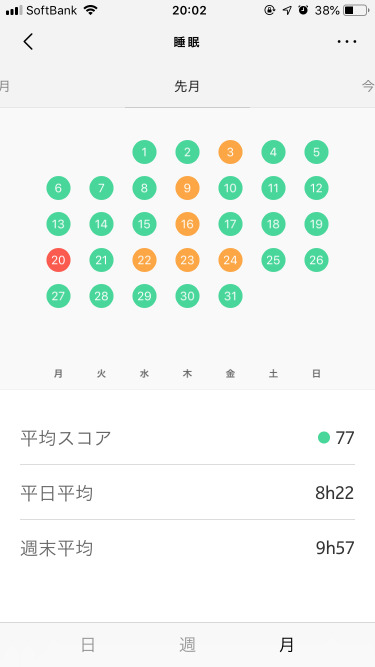 SoftBank 20:02 38%
睡眠
月 先月 今
1 2 3 4 5
6 7 8 9 10 11 12
13 14 15 16 17 18 19
20 21 22 23 24 25 26
27 28 29 30 31
月 火 水 木 金 土 日
平均スコア 77
平日平均 8h22
週末平均 9h57
日 週 月